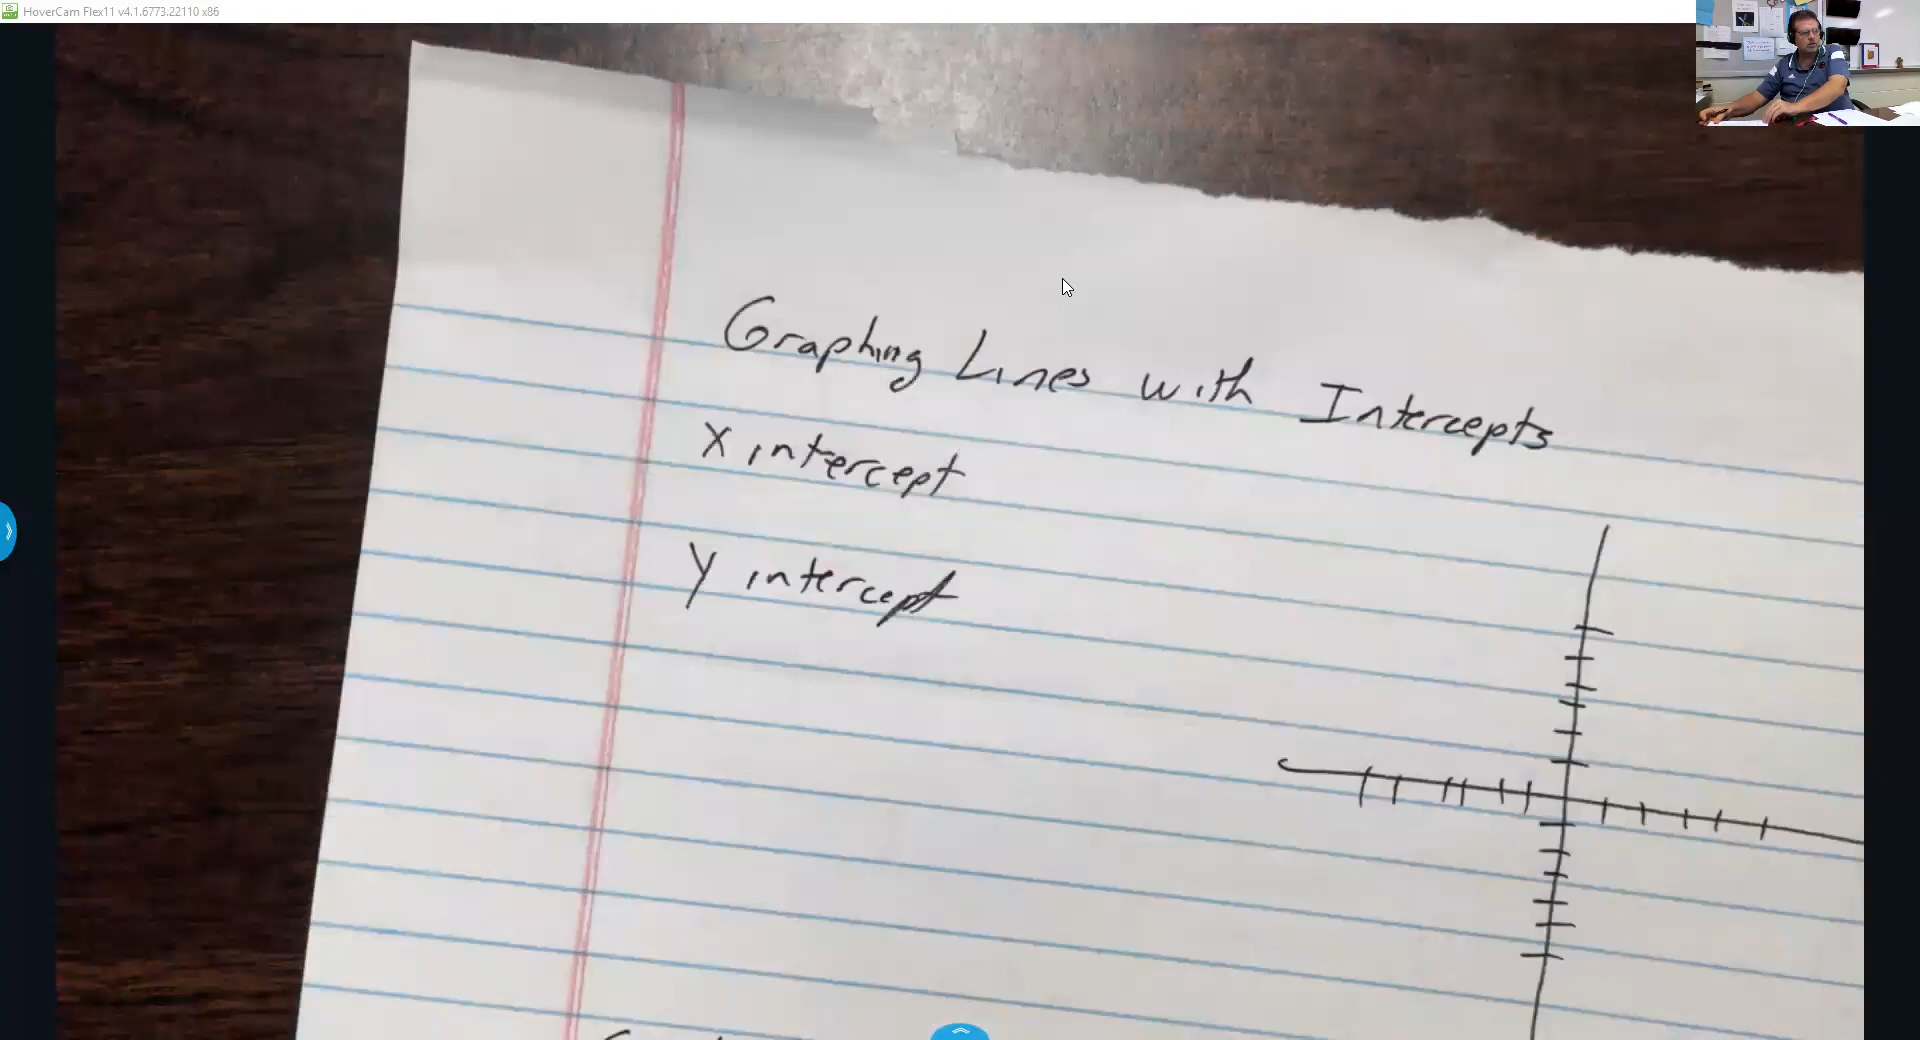 HoverCam Flex11 v4.1.6773.22110 x86
Graphing Lines with Intercepts
X intercept
Y intercept